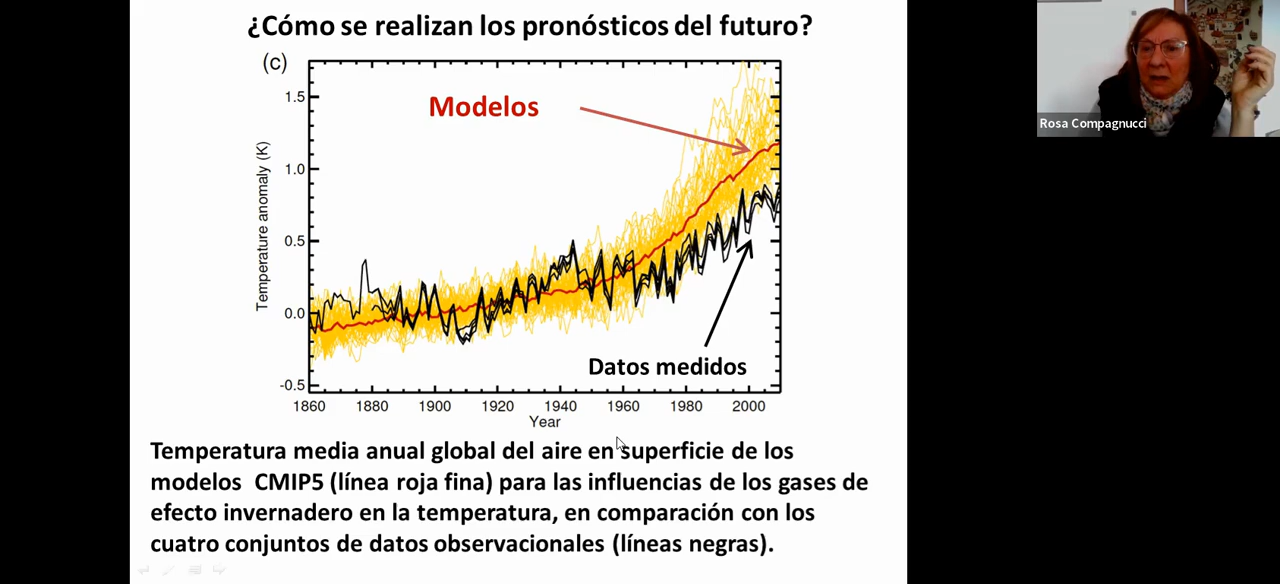 ¿Cómo se realizan los pronósticos del futuro?
(c)
Modelos
Rosa Compagnucci
Temperature anomaly (K)
1.5
1.0
0.5
0.0
-0.5
Datos medidos
1860 1880 1900 1920 1940 1960 1980 2000
Year
Temperatura media anual global del aire en superficie de los
modelos CMIP5 (línea roja fina) para las influencias de los gases de
efecto invernadero en la temperatura, en comparación con los
cuatro conjuntos de datos observacionales (líneas negras).